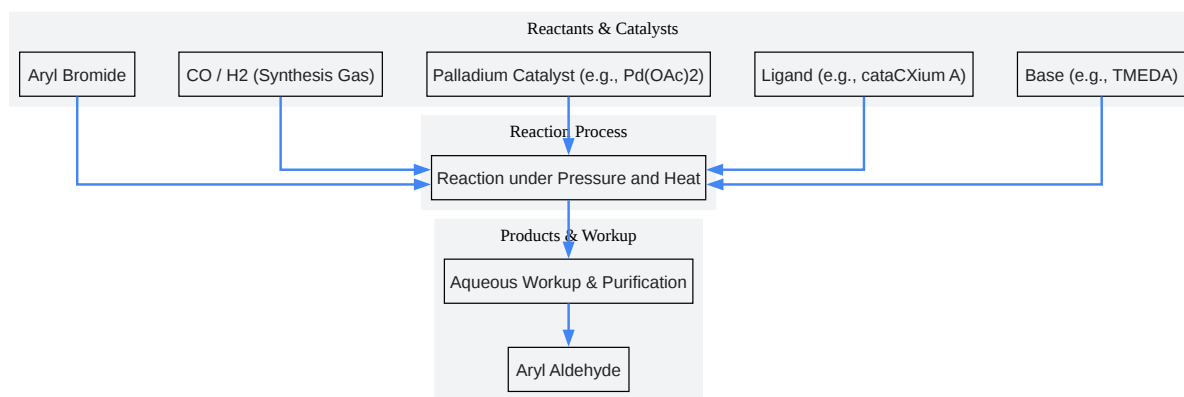 Reactants & Catalysts
Aryl Bromide
CO / H2 (Synthesis Gas)
Palladium Catalyst (e.g., Pd(OAc)2)
Ligand (e.g., cataCXium A)
Base (e.g., TMEDA)
Reaction Process
Reaction under Pressure and Heat
Products & Workup
Aqueous Workup & Purification
Aryl Aldehyde